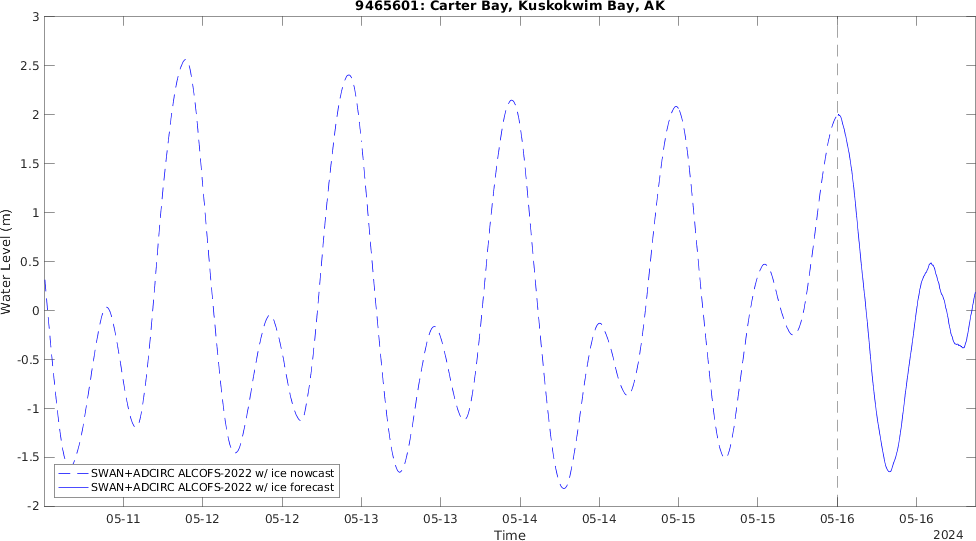 9465601: Carter Bay, Kuskokwim Bay, AK
3
2.5
2
1.5
1
0.5
0
-0.5
-1
-1.5
-2
Water Level (m)
SWAN+ADCIRC ALCOFS-2022 w/ ice nowcast
SWAN+ADCIRC ALCOFS-2022 w/ ice forecast
05-11 05-12 05-12 05-13 05-13 05-14 05-14 05-15 05-15 05-16 05-16
Time
2024